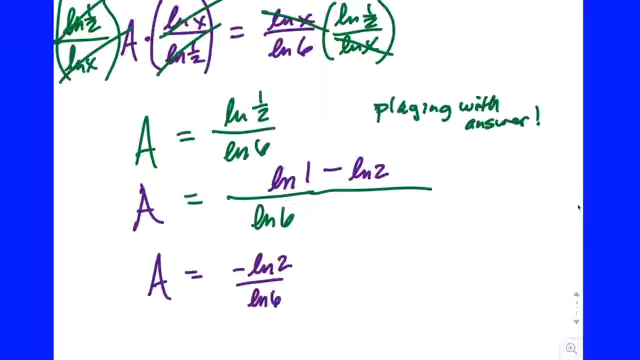 (ln 1/2 / ln x) A · (ln x / ln 1/2) = ln x / ln 6 (ln 1/2 / ln x)
A = ln 1/2 / ln 6
playing with
answer!
A = ln 1 - ln 2 / ln 6
A = -ln 2 / ln 6